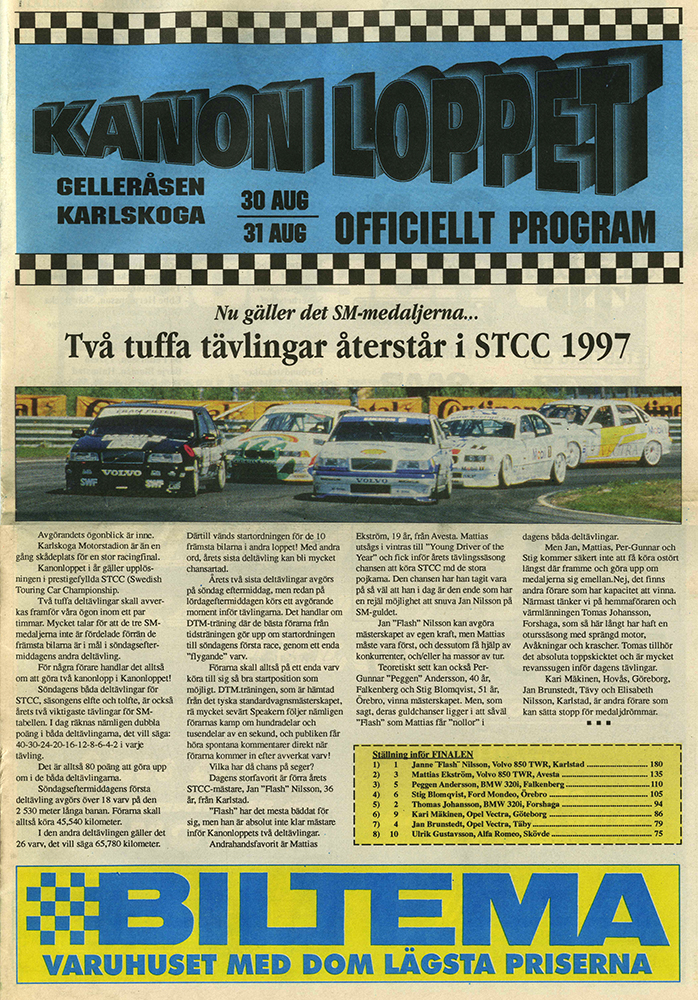 KANON LOPPET
GELLERÅSEN
KARLSKOGA
30 AUG
31 AUG
OFFICIELLT PROGRAM
Nu gäller det SM-medaljerna...
Två tuffa tävlingar återstår i STCC 1997
Continental
VOLVO
SWF
SWF
VOLVO
Mobil
VECTRA
Avgörandets ögonblick är inne.
Karlskoga Motorstadion är än en
gång skådeplats för en stor racingfinal.
Kanonloppet i år gäller upplös-
ningen i prestigefyllda STCC (Swedish
Touring Car Championship.
Två tuffa deltävlingar skall avver-
kas framför våra ögon inom ett par
timmar. Mycket talar för att de tre SM-
medaljerna inte är fördelade förrän de
främsta bilarna är i mål i söndagsefter-
middagens andra deltävling.
För några förare handlar det alltså
om att göra två kanonlopp i Kanonloppet!
Söndagens båda deltävlingar för
STCC, säsongens elfte och tolfte, är också
årets två viktigaste tävlingar för SM-
tabellen. I dag räknas nämligen dubbla
poäng i båda deltävlingarna, det vill säga:
40-30-24-20-16-12-8-6-4-2 i varje
tävling.
Det är alltså 80 poäng att göra upp
om i de båda deltävlingarna.
Söndagseftermiddagens första
deltävling avgörs över 18 varv på den
2 530 meter långa banan. Förarna skall
alltså köra 45,540 kilometer.
I den andra deltävlingen gäller det
26 varv, det vill säga 65,780 kilometer.
Därtill vänds startordningen för de 10
främsta bilarna i andra loppet! Med andra
ord, årets sista deltävling kan bli mycket
chansartad.
Årets två sista deltävlingar avgörs
på söndag eftermiddag, men redan på
lördageftermiddagen körs ett avgörande
moment inför tävlingarna. Det handlar om
DTM-träning där de bästa förarna från
tidsträningen gör upp om startordningen
till söndagens första race, genom ett enda
"flygande" varv.
Förarna skall alltså på ett enda varv
köra till sig så bra startposition som
möjligt. DTM.träningen, som är hämtad
från det tyska standardvagnsmästerskapet,
rä mycket sevärt Speakern följer nämligen
förarnas kamp om hundradelar och
tusendelar av en sekund, och publiken får
höra spontana kommentarer direkt när
förarna kommer in efter avverkat varv!
Vilka har då chans på seger?
Dagens storfavorit är förra årets
STCC-mästare, Jan "Flash" Nilsson, 36
år, från Karlstad.
"Flash" har det mesta bäddat för
sig, men han är absolut inte klar mästare
inför Kanonloppets två deltävlingar.
Andrahandsfavorit är Mattias
Ekström, 19 år, från Avesta. Mattias
utsågs i vintras till "Young Driver of the
Year" och fick inför årets tävlingssäsong
chansen att köra STCC md de stora
pojkarna. Den chansen har han tagit vara
på så väl att han i dag är den ende som har
en rejäl möjlighet att snuva Jan Nilsson på
SM-guldet.
Jan "Flash" Nilsson kan avgöra
mästerskapet av egen kraft, men Mattias
måste vara först, och dessutom få hjälp av
konkurrenter, och/eller ha massor av tur.
Teoretiskt sett kan också Per-
Gunnar "Peggen" Andersson, 40 år,
Falkenberg och Stig Blomqvist, 51 år,
Örebro, vinna mästerskapet. Men, som
sagt, deras guldchanser ligger i att såväl
"Flash" som Mattias får "nollor" i
dagens båda deltävlingar.
Men Jan, Mattias, Per-Gunnar och
Stig kommer säkert inte att få köra ostört
längst där framme och göra upp om
medaljerna sig emellan.Nej, det finns
andra förare som har kapacitet att vinna.
Närmast tänker vi på hemmaföraren och
värmlänningen Tomas Johansson,
Forshaga, som så här långt har haft en
oturssäsong med sprängd motor,
Avåkningar och krascher. Tomas tillhör
det absoluta toppskicktet och är mycket
revanssugen inför dagens tävlingar.
Kari Mäkinen, Hovås, Göreborg,
Jan Brunstedt, Tävy och Elisabeth
Nilsson, Karlstad, är andra förare som
kan sätta stopp för medaljdrömmar.
Ställning inför FINALEN
1) 1 Janne "Flash" Nilsson, Volvo 850 TWR, Karlstad 180
2) 3 Mattias Ekström, Volvo 850 TWR, Avesta 135
3) 5 Peggen Andersson, BMW 320i, Falkenberg 110
4) 6 Stig Blomqvist, Ford Mondeo, Örebro 105
5) 2 Thomas Johansson, BMW 320i, Forshaga 94
6) 9 Kari Mäkinen, Opel Vectra, Göteborg 86
7) 4 Jan Brunstedt, Opel Vectra, Täby 79
8) 10 Ulrik Gustavsson, Alfa Romeo, Skövde 75
BILTEMA
VARUHUSET MED DOM LÄGSTA PRISERNA